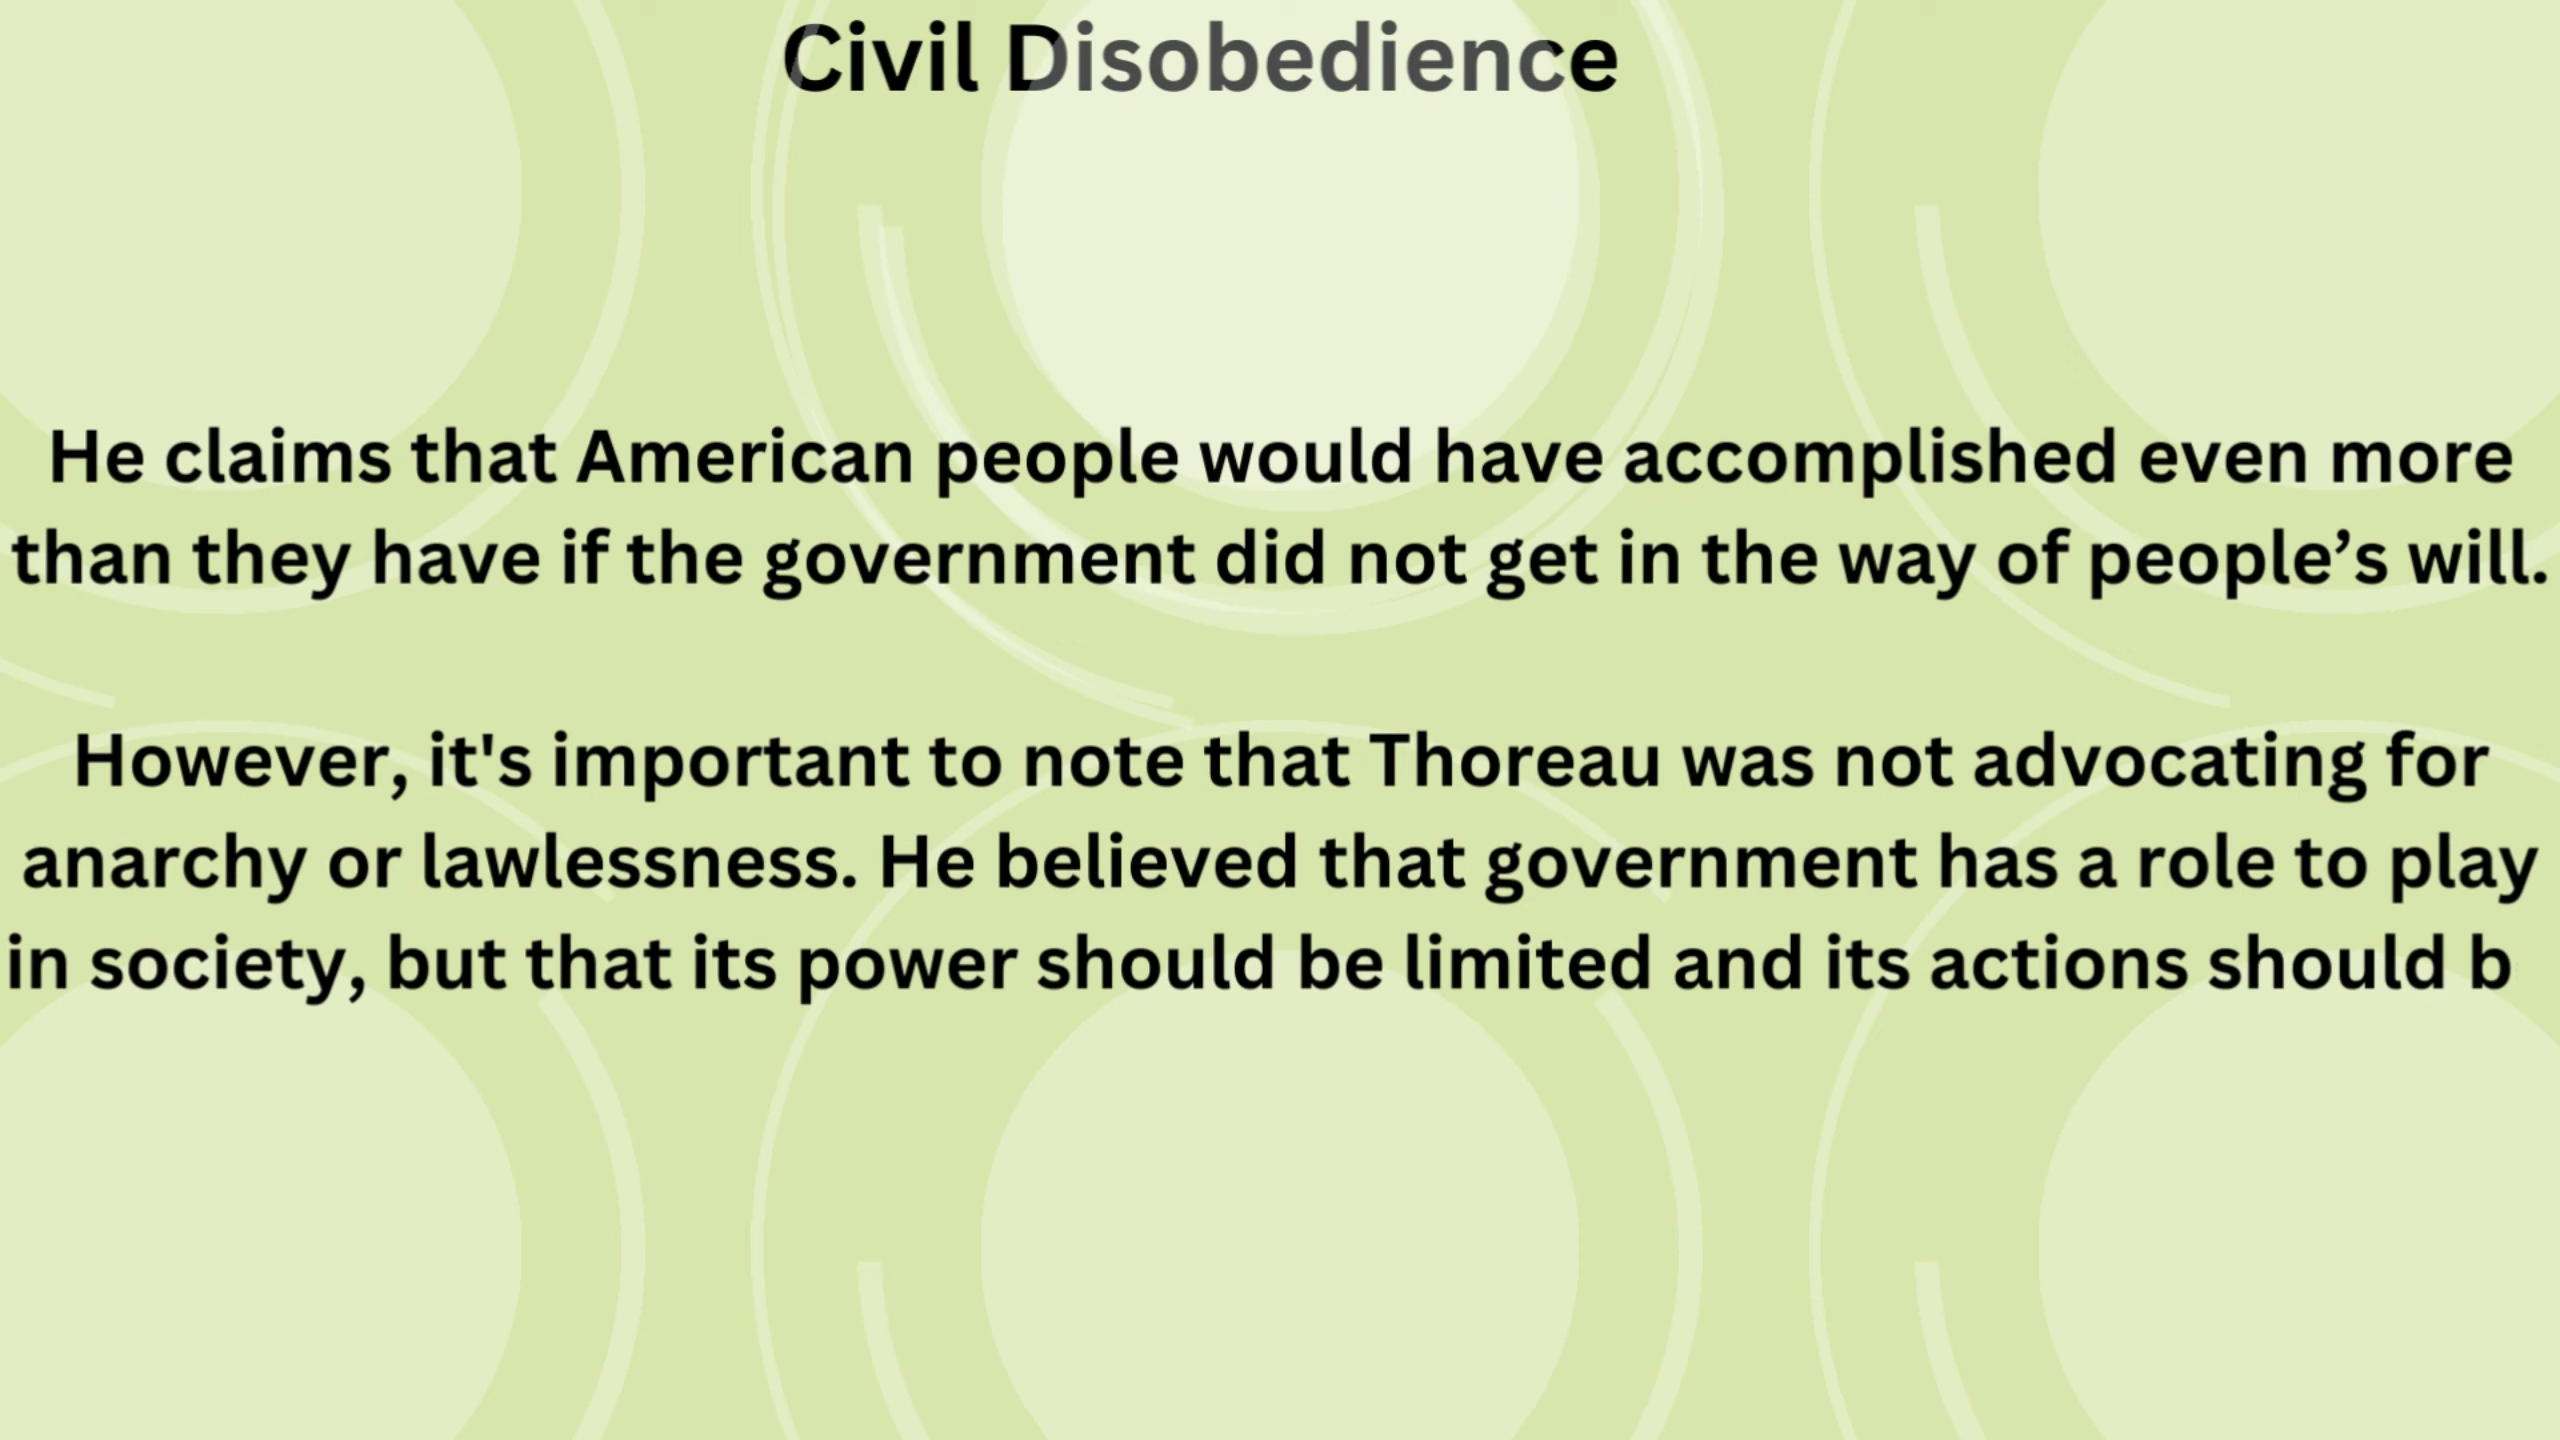 Civil Disobedience
He claims that American people would have accomplished even more
than they have if the government did not get in the way of people’s will.
However, it's important to note that Thoreau was not advocating for
anarchy or lawlessness. He believed that government has a role to play
in society, but that its power should be limited and its actions should b